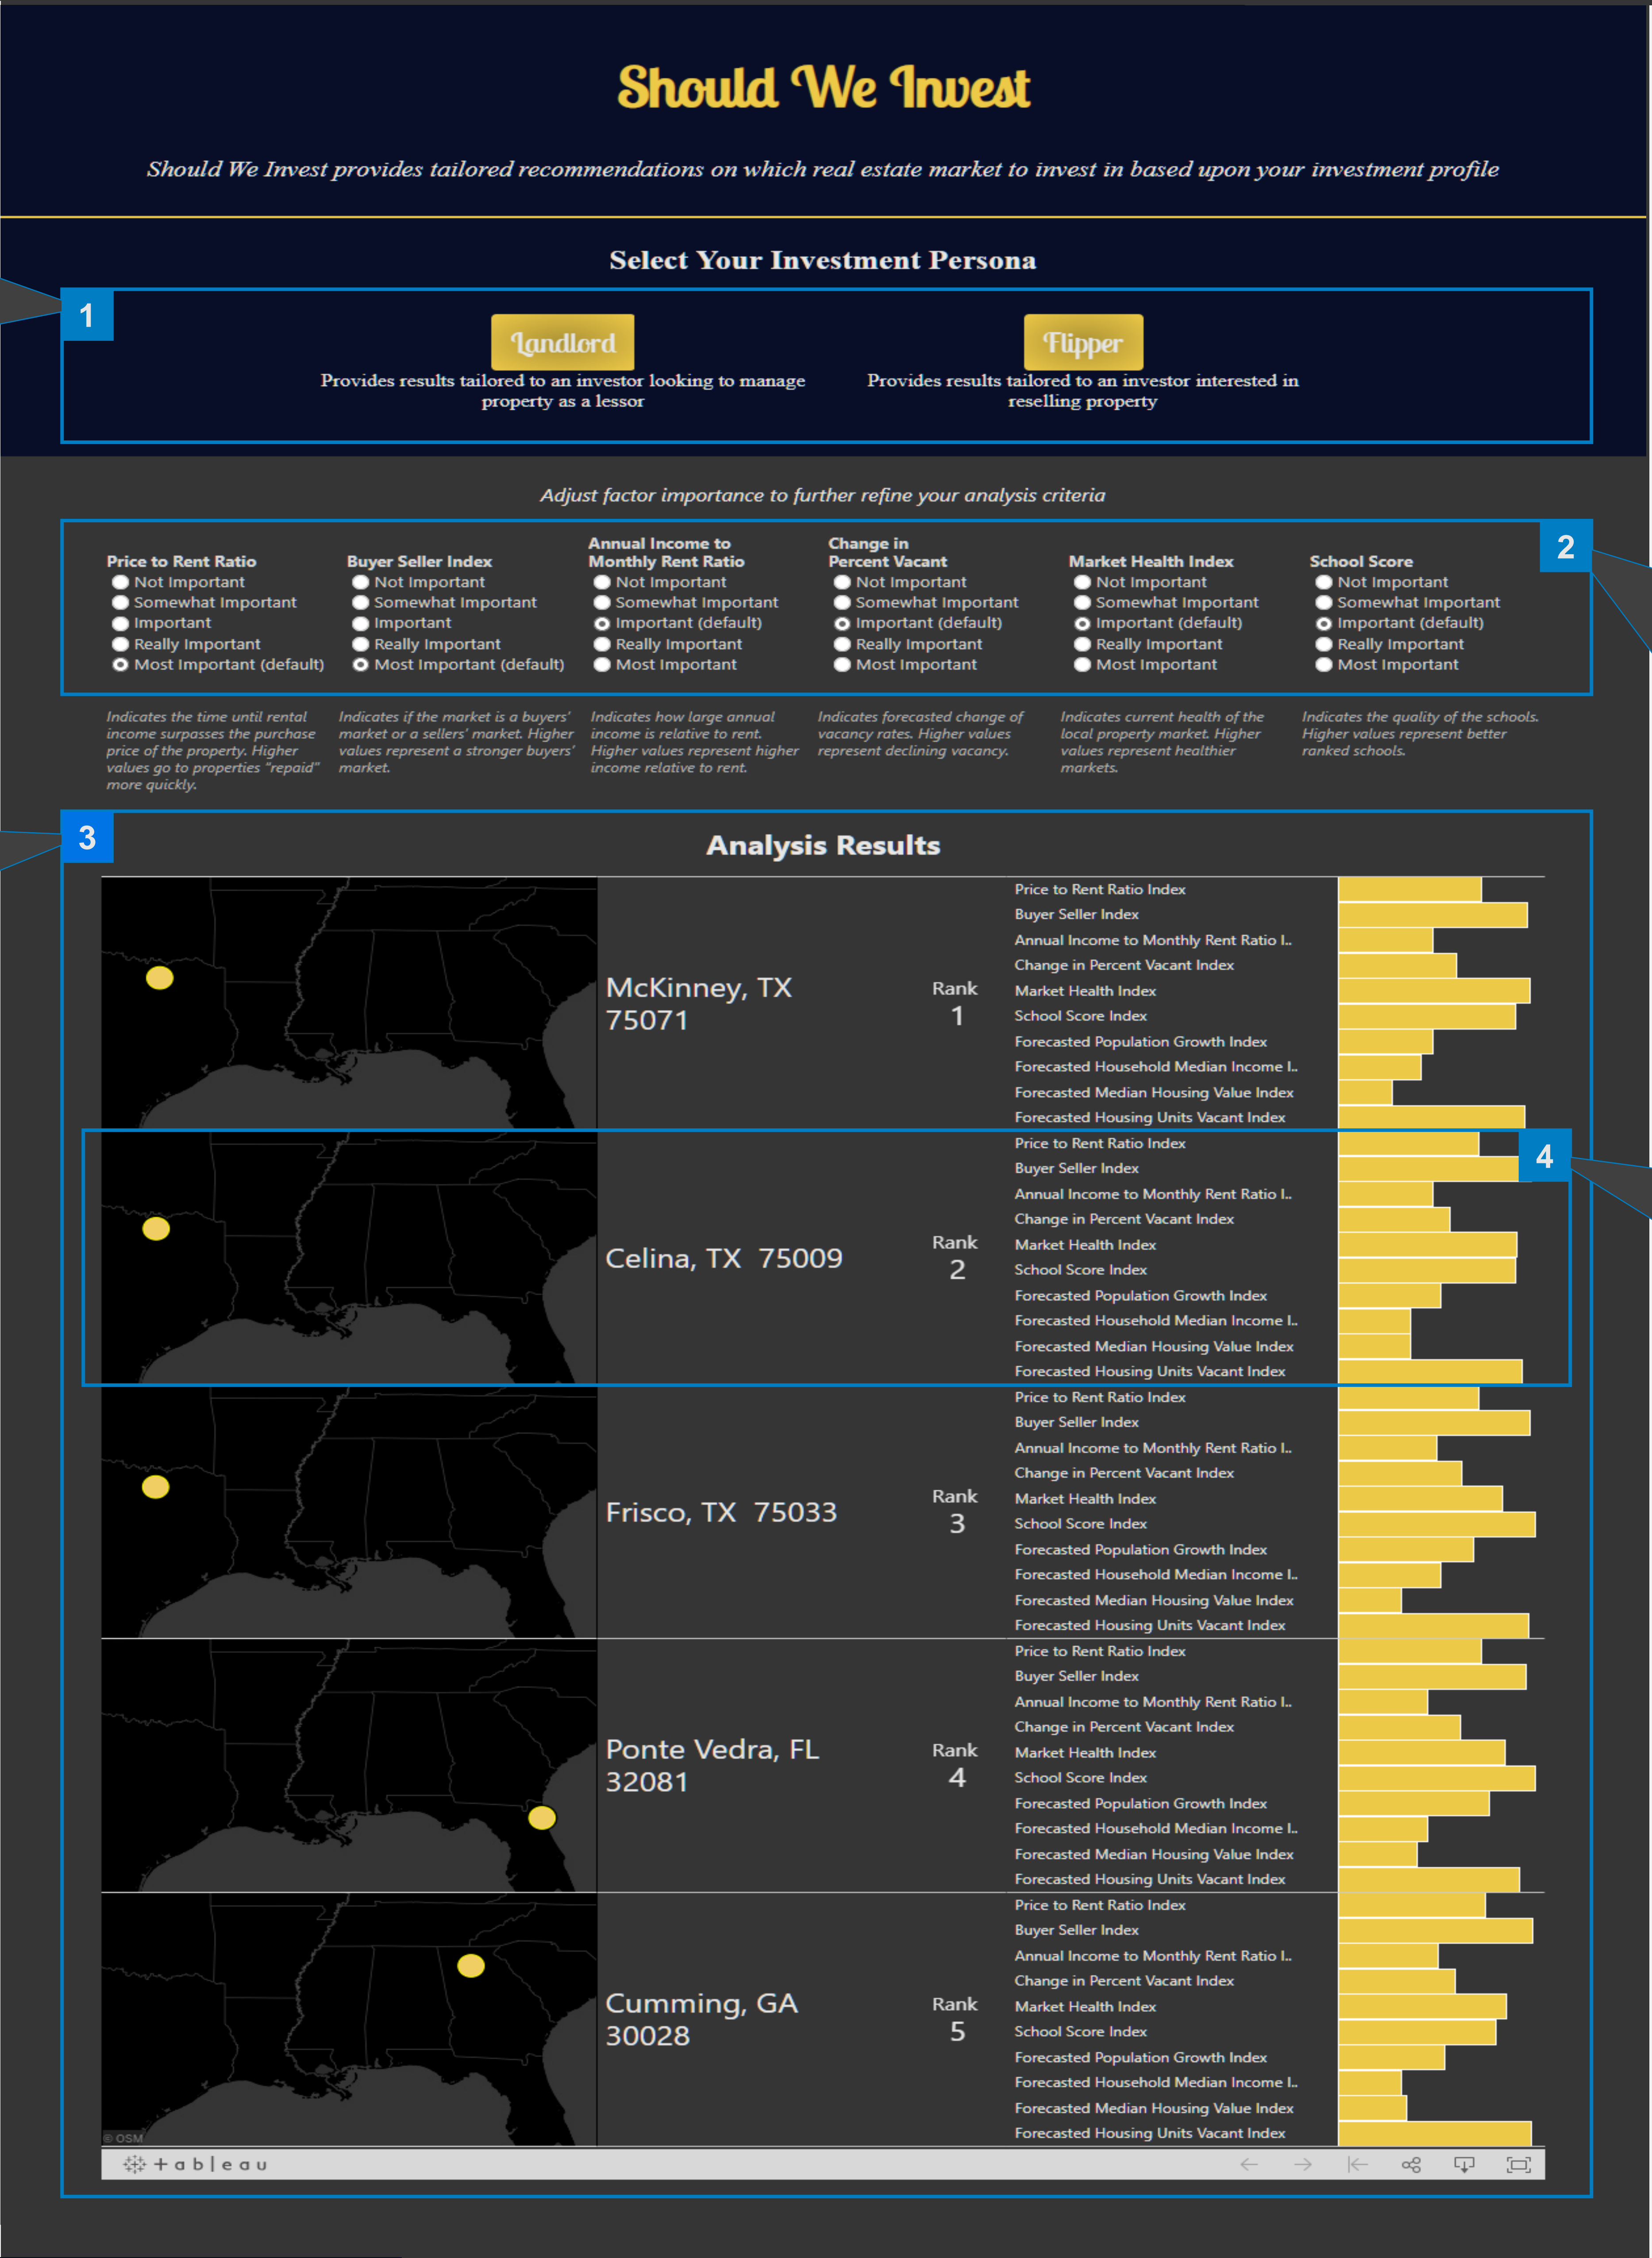 Should We Invest
Should We Invest provides tailored recommendations on which real estate market to invest in based upon your investment profile
Select Your Investment Persona
1
Landlord
Provides results tailored to an investor looking to manage
property as a lessor
Flipper
Provides results tailored to an investor interested in
reselling property
Adjust factor importance to further refine your analysis criteria
2
Price to Rent Ratio
Not Important
Somewhat Important
Important
Really Important
Most Important (default)
Buyer Seller Index
Not Important
Somewhat Important
Important
Really Important
Most Important (default)
Annual Income to
Monthly Rent Ratio
Not Important
Somewhat Important
Important (default)
Really Important
Most Important
Change in
Percent Vacant
Not Important
Somewhat Important
Important (default)
Really Important
Most Important
Market Health Index
Not Important
Somewhat Important
Important (default)
Really Important
Most Important
School Score
Not Important
Somewhat Important
Important (default)
Really Important
Most Important
Indicates the time until rental
income surpasses the purchase
price of the property. Higher
values go to properties "repaid"
more quickly.
Indicates if the market is a buyers'
market or a sellers' market. Higher
values represent a stronger buyers'
market.
Indicates how large annual
income is relative to rent.
Higher values represent higher
income relative to rent.
Indicates forecasted change of
vacancy rates. Higher values
represent declining vacancy.
Indicates current health of the
local property market. Higher
values represent healthier
markets.
Indicates the quality of the schools.
Higher values represent better
ranked schools.
3
Analysis Results
McKinney, TX
75071
Rank
1
Price to Rent Ratio Index
Buyer Seller Index
Annual Income to Monthly Rent Ratio I..
Change in Percent Vacant Index
Market Health Index
School Score Index
Forecasted Population Growth Index
Forecasted Household Median Income I..
Forecasted Median Housing Value Index
Forecasted Housing Units Vacant Index
4
Celina, TX 75009
Rank
2
Price to Rent Ratio Index
Buyer Seller Index
Annual Income to Monthly Rent Ratio I..
Change in Percent Vacant Index
Market Health Index
School Score Index
Forecasted Population Growth Index
Forecasted Household Median Income I..
Forecasted Median Housing Value Index
Forecasted Housing Units Vacant Index
Frisco, TX 75033
Rank
3
Price to Rent Ratio Index
Buyer Seller Index
Annual Income to Monthly Rent Ratio I..
Change in Percent Vacant Index
Market Health Index
School Score Index
Forecasted Population Growth Index
Forecasted Household Median Income I..
Forecasted Median Housing Value Index
Forecasted Housing Units Vacant Index
Ponte Vedra, FL
32081
Rank
4
Price to Rent Ratio Index
Buyer Seller Index
Annual Income to Monthly Rent Ratio I..
Change in Percent Vacant Index
Market Health Index
School Score Index
Forecasted Population Growth Index
Forecasted Household Median Income I..
Forecasted Median Housing Value Index
Forecasted Housing Units Vacant Index
Cumming, GA
30028
Rank
5
Price to Rent Ratio Index
Buyer Seller Index
Annual Income to Monthly Rent Ratio I..
Change in Percent Vacant Index
Market Health Index
School Score Index
Forecasted Population Growth Index
Forecasted Household Median Income I..
Forecasted Median Housing Value Index
Forecasted Housing Units Vacant Index
© OSM
+ableau